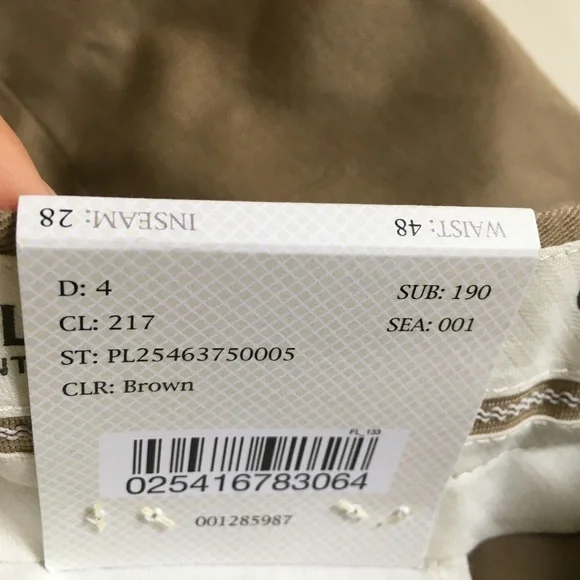 WAIST: 48 INSEAM: 28
D: 4 SUB: 190
CL: 217 SEA: 001
ST: PL25463750005
CLR: Brown
FL_133
025416783064
001285987